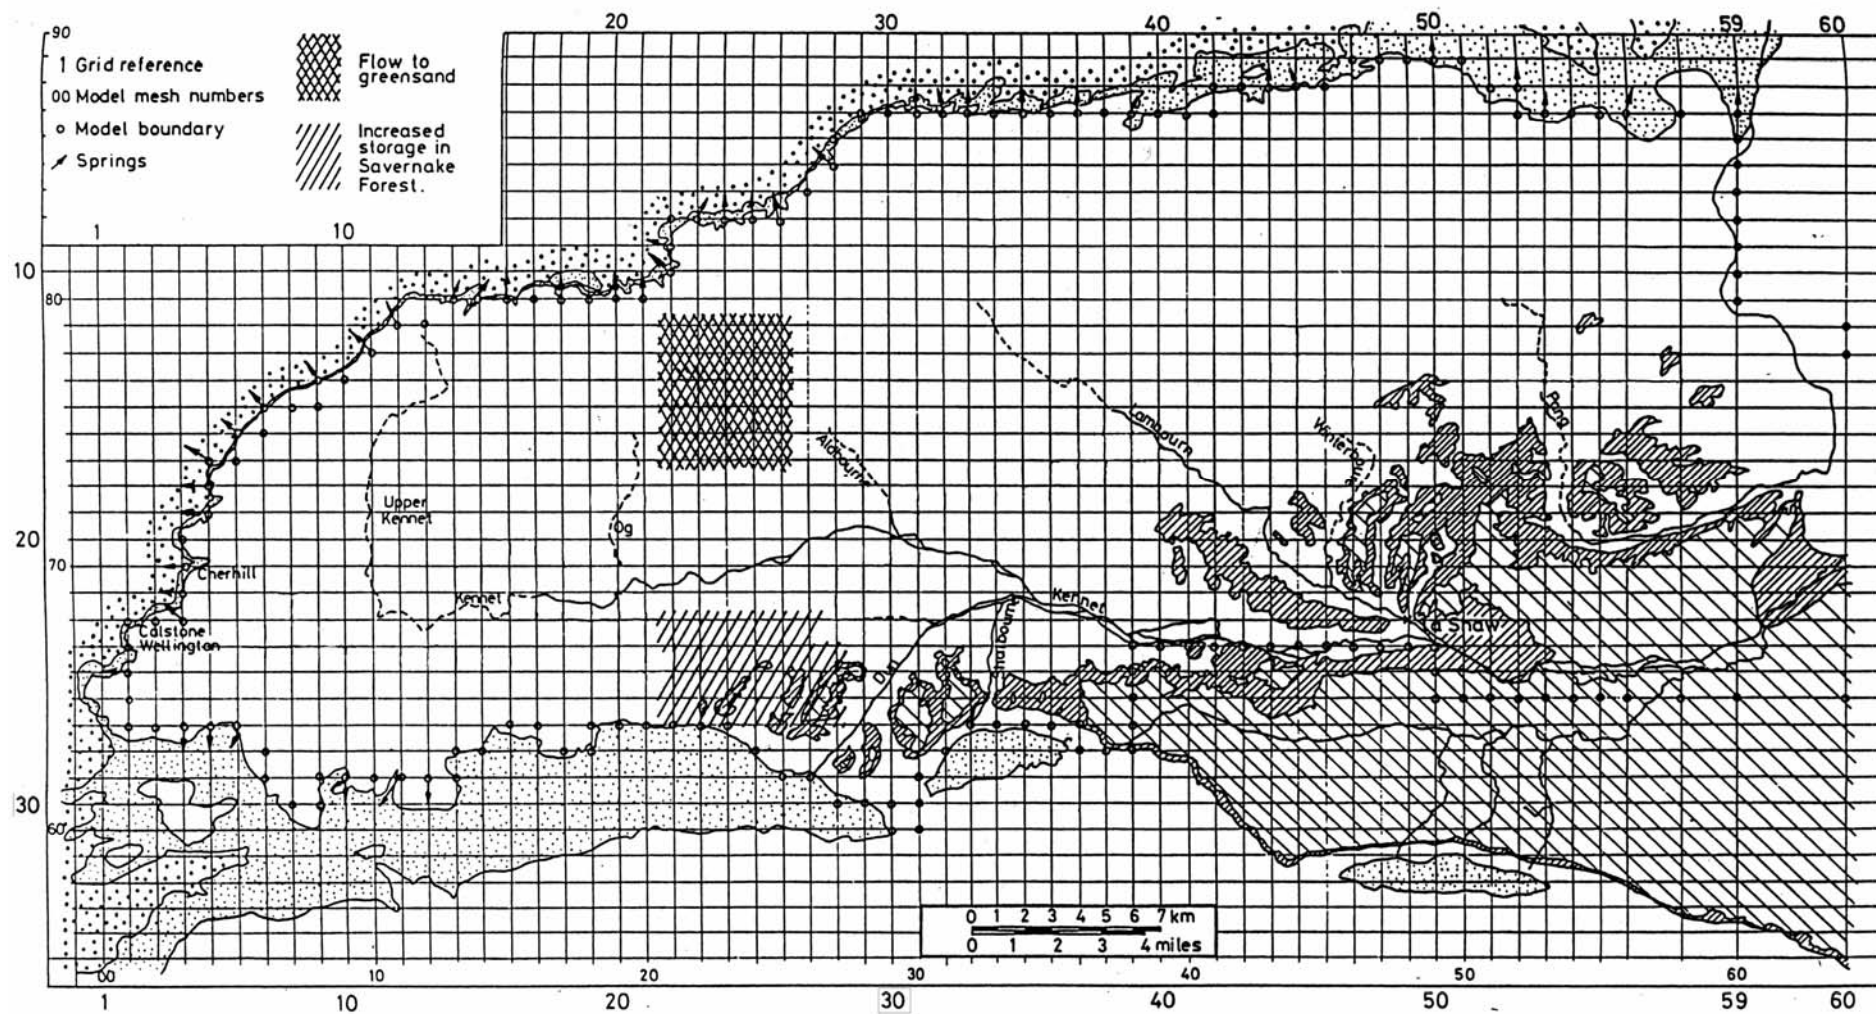 20 30 40 50 59 60
90
1 Grid reference
00 Model mesh numbers
Model boundary
Springs
Flow to
greensand
Increased
storage in
Savernake
Forest.
1 10
10
80
20
70
30
60
Upper
Kennet
Og
Aldbourne
Lambourn
Winterbourne
Pang
Cherhill
Kennet
Kennet
Shalbourne
Shaw
Calstone
Wellington
0 1 2 3 4 5 6 7 km
0 1 2 3 4 miles
00 10 20 30 40 50 60
1 10 20 30 40 50 59 60